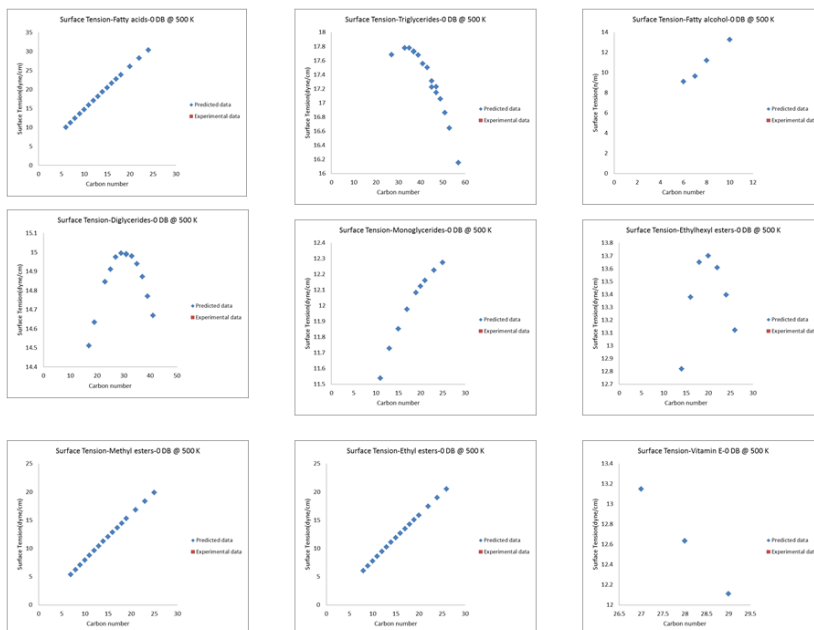 Surface Tension-Fatty acids-0 DB @ 500 K
35
30
25
20
15
10
5
0
Surface Tension(dyne/cm)
0 5 10 15 20 25 30
Carbon number
Predicted data
Experimental data
Surface Tension-Triglycerides-0 DB @ 500 K
18
17.8
17.6
17.4
17.2
17
16.8
16.6
16.4
16.2
16
Surface Tension(dyne/cm)
0 10 20 30 40 50 60
Carbon number
Predicted data
Experimental data
Surface Tension-Fatty alcohol-0 DB @ 500 K
14
12
10
8
6
4
2
0
Surface Tension(n/m)
0 2 4 6 8 10 12
Carbon number
Predicted data
Experimental data
Surface Tension-Diglycerides-0 DB @ 500 K
15.1
15
14.9
14.8
14.7
14.6
14.5
14.4
Surface Tension(dyne/cm)
0 10 20 30 40 50
Carbon number
Predicted data
Experimental data
Surface Tension-Monoglycerides-0 DB @ 500 K
12.4
12.3
12.2
12.1
12
11.9
11.8
11.7
11.6
11.5
Surface Tension(dyne/cm)
0 5 10 15 20 25 30
Carbon number
Predicted data
Experimental data
Surface Tension-Ethylhexyl esters-0 DB @ 500 K
13.8
13.7
13.6
13.5
13.4
13.3
13.2
13.1
13
12.9
12.8
12.7
Surface Tension(dyne/cm)
0 5 10 15 20 25 30
Carbon number
Predicted data
Experimental data
Surface Tension-Methyl esters-0 DB @ 500 K
25
20
15
10
5
0
Surface Tension(dyne/cm)
0 5 10 15 20 25 30
Carbon number
Predicted data
Experimental data
Surface Tension-Ethyl esters-0 DB @ 500 K
25
20
15
10
5
0
Surface Tension(dyne/cm)
0 5 10 15 20 25 30
Carbon number
Predicted data
Experimental data
Surface Tension-Vitamin E-0 DB @ 500 K
13.4
13.2
13
12.8
12.6
12.4
12.2
12
Surface Tension(dyne/cm)
26.5 27 27.5 28 28.5 29 29.5
Carbon number
Predicted data
Experimental data